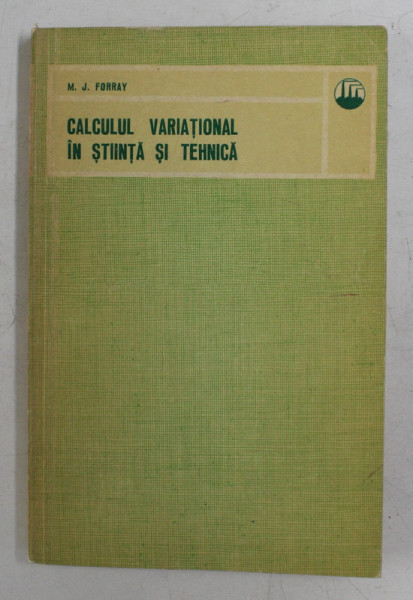 M. J. FORRAY
CALCULUL VARIAȚIONAL
ÎN ȘTIINȚĂ ȘI TEHNICĂ